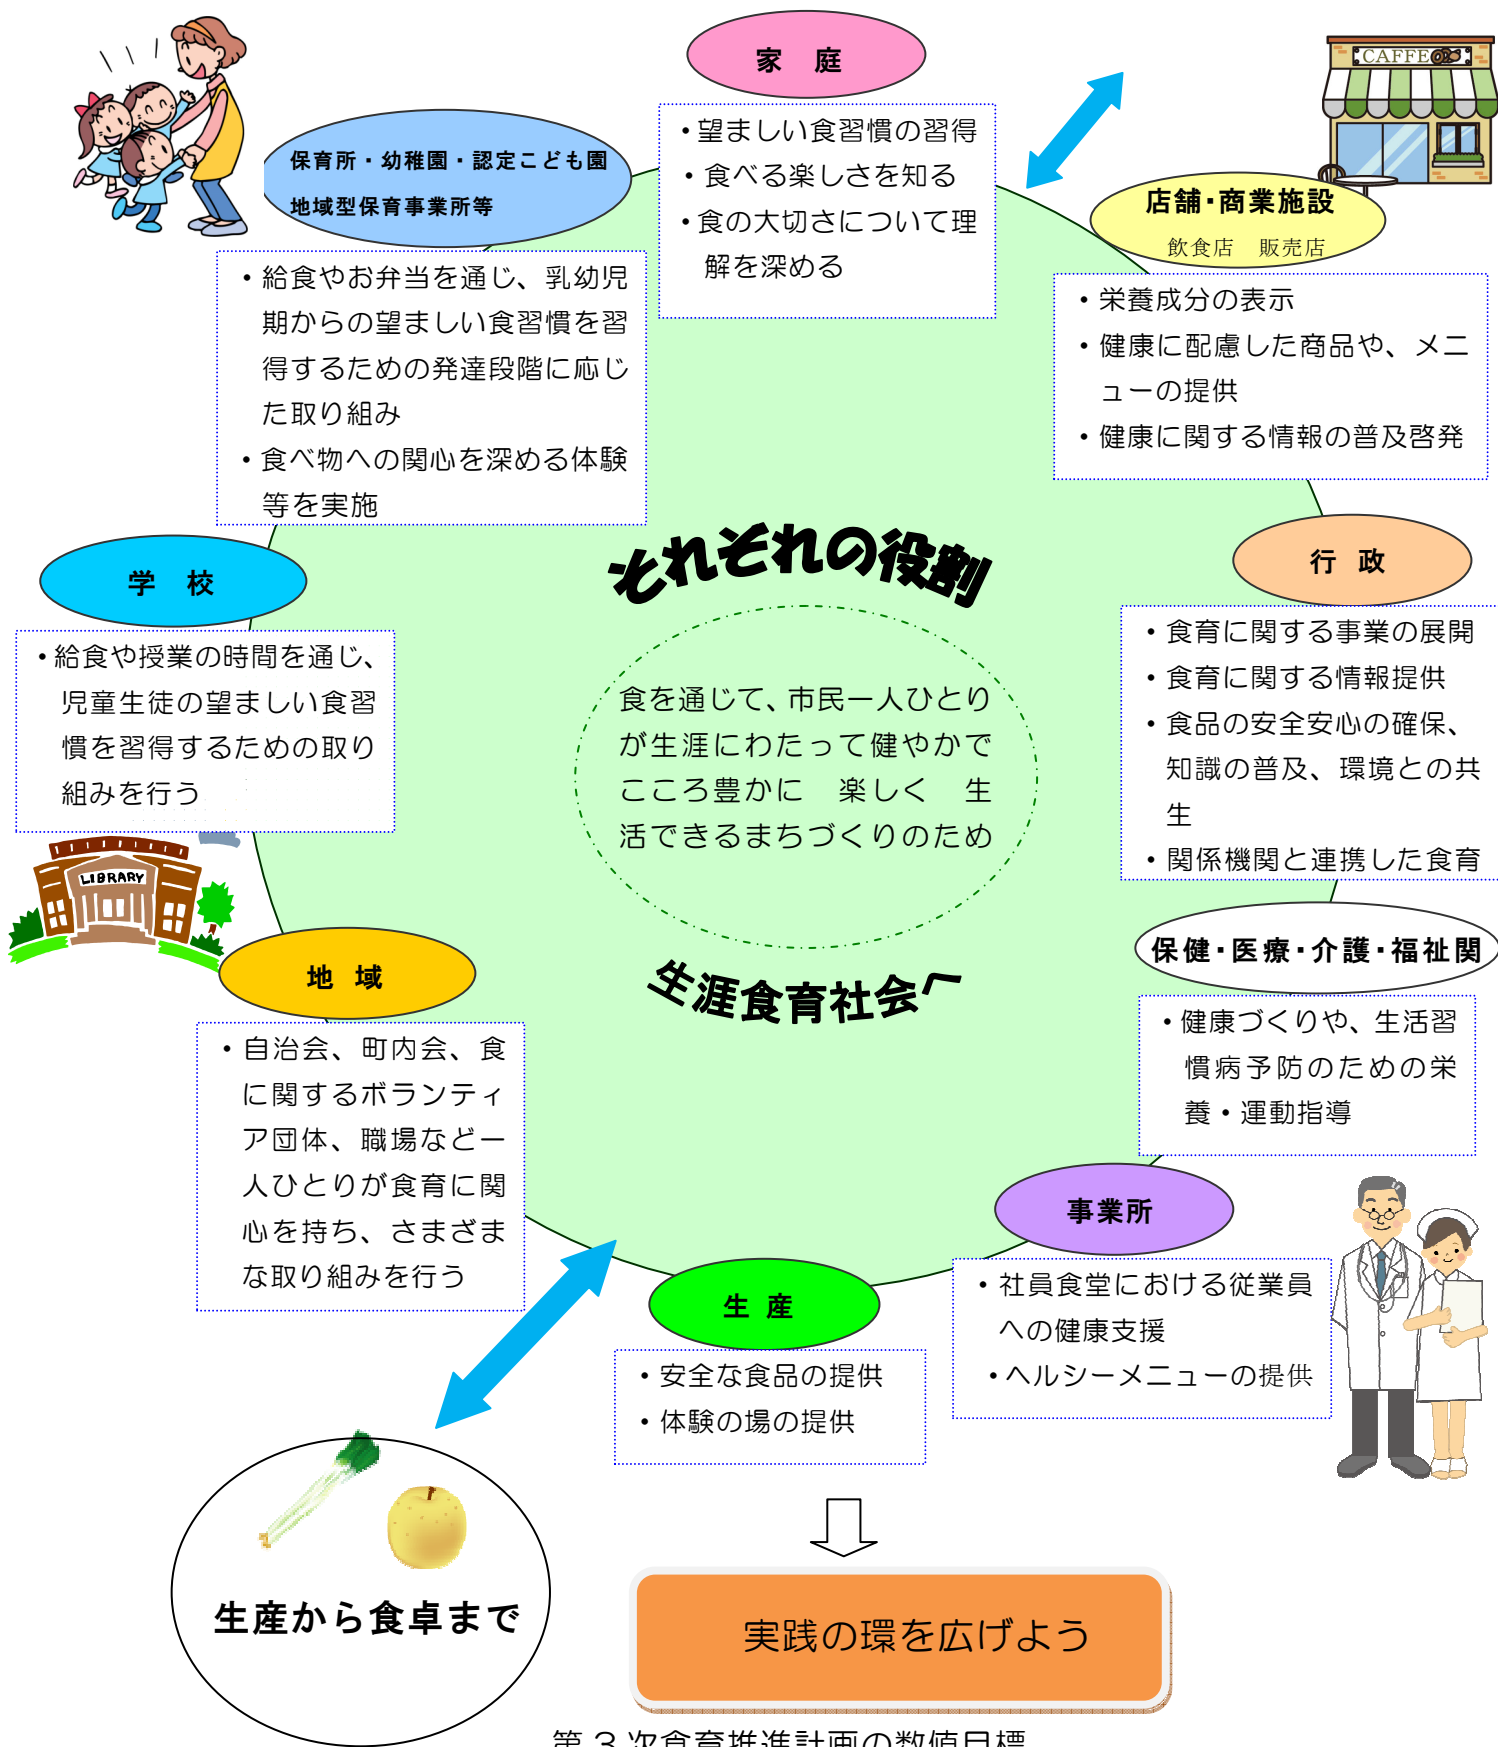 家 庭
・望ましい食習慣の習得
・食べる楽しさを知る
・食の大切さについて理
解を深める
CAFFE
店舗・商業施設
飲食店 販売店
・栄養成分の表示
・健康に配慮した商品や、メニ
ューの提供
・健康に関する情報の普及啓発
保育所・幼稚園・認定こども園
地域型保育事業所等
・給食やお弁当を通じ、乳幼児
期からの望ましい食習慣を習
得するための発達段階に応じ
た取り組み
・食べ物への関心を深める体験
等を実施
それぞれの役割
食を通じて、市民一人ひとり
が生涯にわたって健やかで
こころ豊かに 楽しく 生
活できるまちづくりのため
生涯食育社会へ
行 政
・食育に関する事業の展開
・食育に関する情報提供
・食品の安全安心の確保、
知識の普及、環境との共
生
・関係機関と連携した食育
学 校
・給食や授業の時間を通じ、
児童生徒の望ましい食習
慣を習得するための取り
組みを行う
LIBRARY
保健・医療・介護・福祉関
・健康づくりや、生活習
慣病予防のための栄
養・運動指導
地 域
・自治会、町内会、食
に関するボランティ
ア団体、職場など一
人ひとりが食育に関
心を持ち、さまざま
な取り組みを行う
事業所
・社員食堂における従業員
への健康支援
・ヘルシーメニューの提供
生 産
・安全な食品の提供
・体験の場の提供
生産から食卓まで
実践の環を広げよう
第3次食育推進計画の数値目標